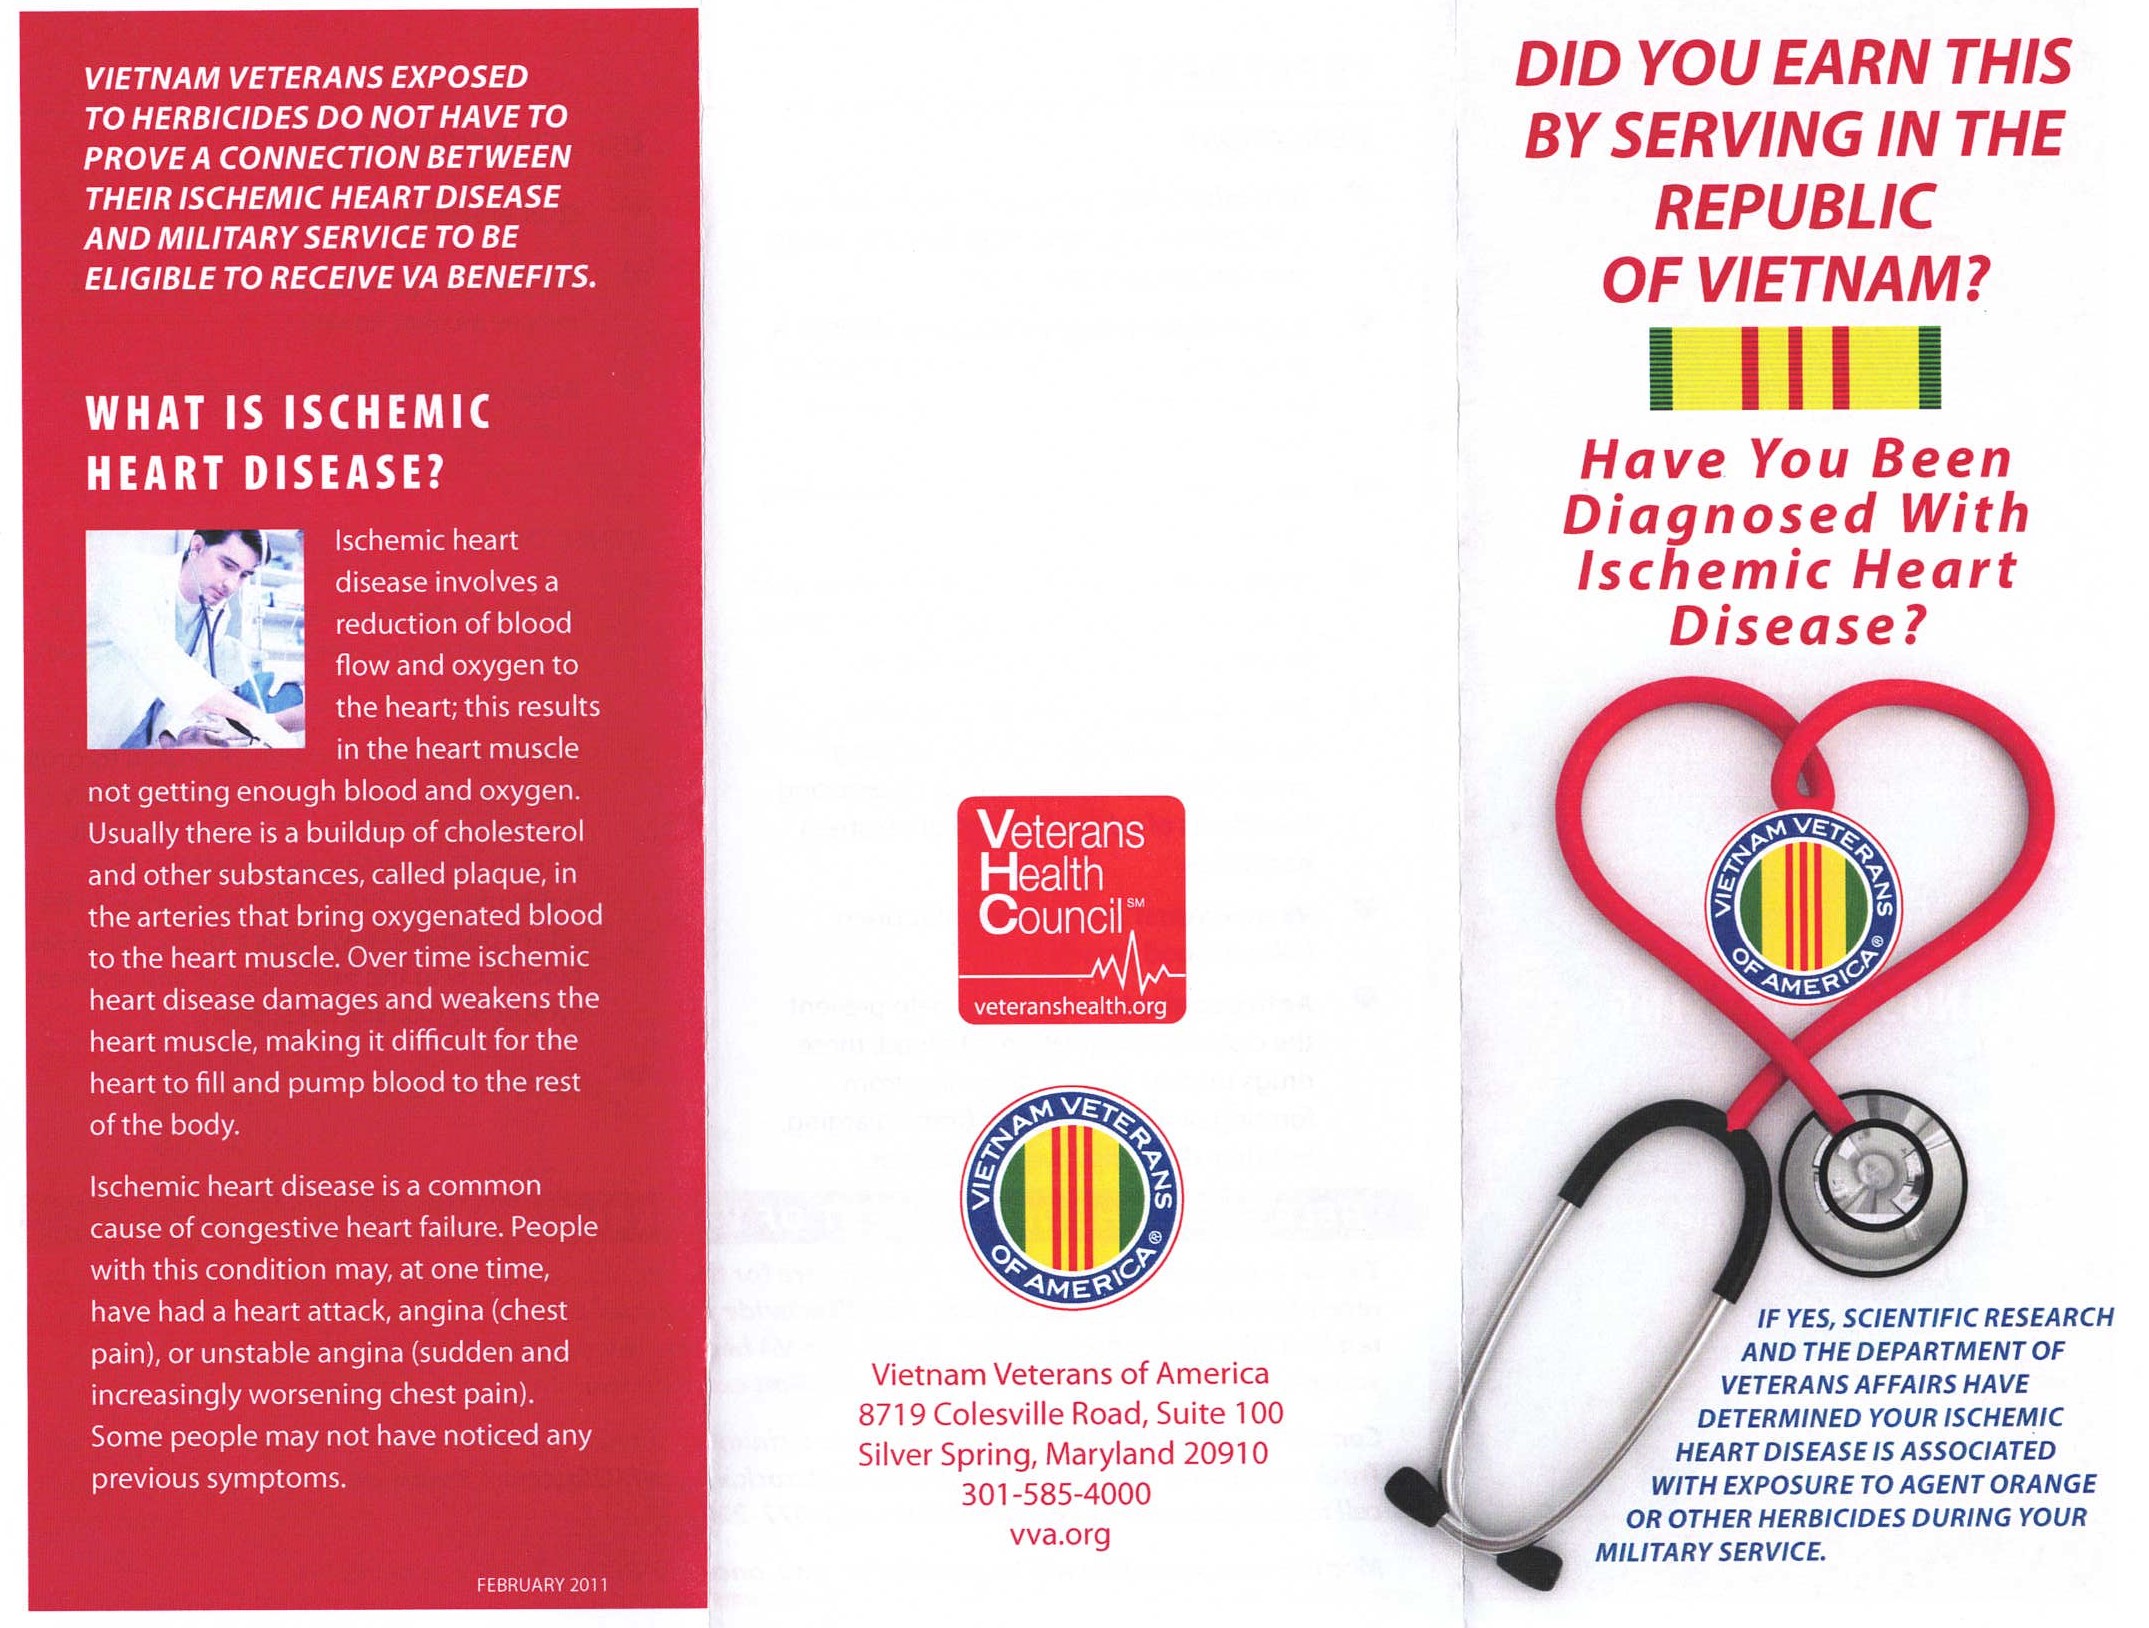 VIETNAM VETERANS EXPOSED
TO HERBICIDES DO NOT HAVE TO
PROVE A CONNECTION BETWEEN
THEIR ISCHEMIC HEART DISEASE
AND MILITARY SERVICE TO BE
ELIGIBLE TO RECEIVE VA BENEFITS.
WHAT IS ISCHEMIC
HEART DISEASE?
Ischemic heart
disease involves a
reduction of blood
flow and oxygen to
the heart; this results
in the heart muscle
not getting enough blood and oxygen.
Usually there is a buildup of cholesterol
and other substances, called plaque, in
the arteries that bring oxygenated blood
to the heart muscle. Over time ischemic
heart disease damages and weakens the
heart muscle, making it difficult for the
heart to fill and pump blood to the rest
of the body.
Ischemic heart disease is a common
cause of congestive heart failure. People
with this condition may, at one time,
have had a heart attack, angina (chest
pain), or unstable angina (sudden and
increasingly worsening chest pain).
Some people may not have noticed any
previous symptoms.
FEBRUARY 2011
Veterans
Health
Council℠
veteranshealth.org
VIETNAM VETERANS
OF AMERICA®
Vietnam Veterans of America
8719 Colesville Road, Suite 100
Silver Spring, Maryland 20910
301-585-4000
vva.org
DID YOU EARN THIS
BY SERVING IN THE
REPUBLIC
OF VIETNAM?
Have You Been
Diagnosed With
Ischemic Heart
Disease?
VIETNAM VETERANS
OF AMERICA®
IF YES, SCIENTIFIC RESEARCH
AND THE DEPARTMENT OF
VETERANS AFFAIRS HAVE
DETERMINED YOUR ISCHEMIC
HEART DISEASE IS ASSOCIATED
WITH EXPOSURE TO AGENT ORANGE
OR OTHER HERBICIDES DURING YOUR
MILITARY SERVICE.